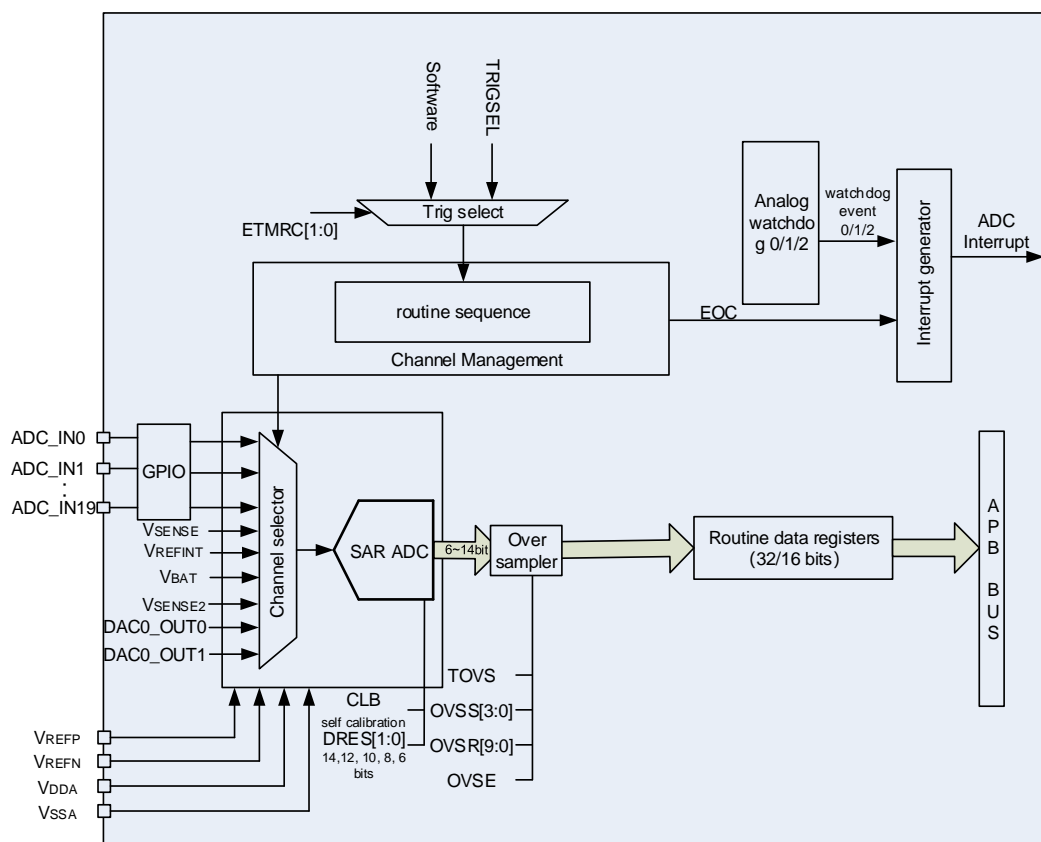 Software
TRIGSEL
Trig select
ETMRC[1:0]
routine sequence
Channel Management
EOC
Analog
watchdo
g 0/1/2
watchdog
event
0/1/2
Interrupt generator
ADC
Interrupt
ADC_IN0
ADC_IN1
ADC_IN19
GPIO
VSENSE
VREFINT
VBAT
VSENSE2
DAC0_OUT0
DAC0_OUT1
Channel selector
SAR ADC
6~14bit
Over
sampler
Routine data registers
(32/16 bits)
APB BUS
CLB
self calibration
DRES[1:0]
14,12, 10, 8, 6
bits
TOVS
OVSS[3:0]
OVSR[9:0]
OVSE
VREFP
VREFN
VDDA
VSSA